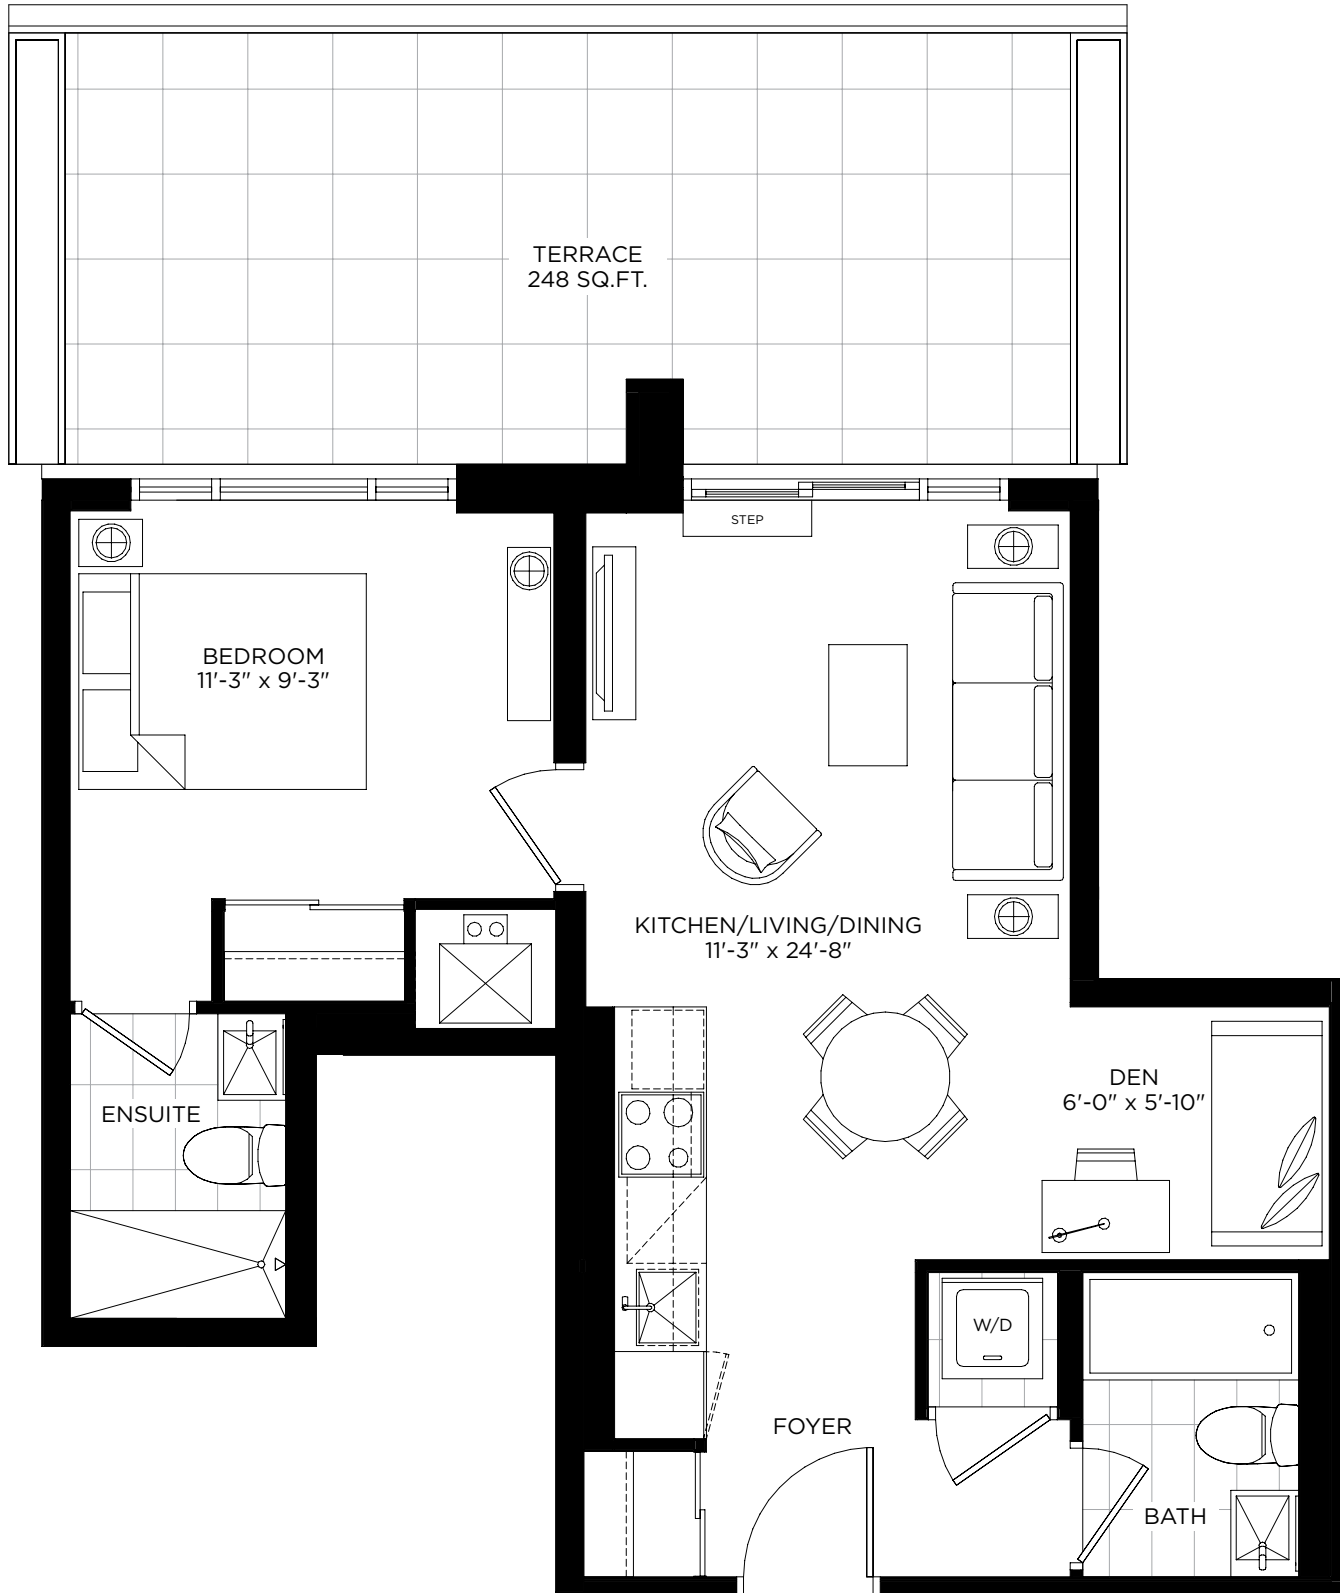 TERRACE
248 SQ.FT.
STEP
BEDROOM
11'-3" x 9'-3"
KITCHEN/LIVING/DINING
11'-3" x 24'-8"
DEN
6'-0" x 5'-10"
ENSUITE
W/D
FOYER
BATH